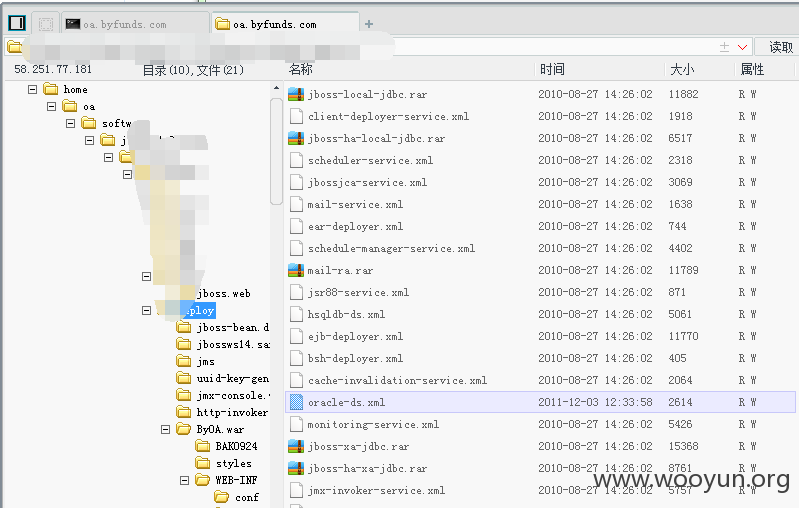 oa.byfunds.com
oa.byfunds.com
读取
58.251.77.181
目录(10),文件(21)
名称 时间 大小 属性
home
oa
softw
j
jboss.web
ploy
jboss-bean.d
jbossws14.sa
jms
uuid-key-gen
jmx-console.
http-invoker
ByOA.war
BAK0924
styles
WEB-INF
conf
jboss-local-jdbc.rar 2010-08-27 14:26:02 11882 R W
client-deployer-service.xml 2010-08-27 14:26:02 1918 R W
jboss-ha-local-jdbc.rar 2010-08-27 14:26:02 6517 R W
scheduler-service.xml 2010-08-27 14:26:02 2318 R W
jbossjca-service.xml 2010-08-27 14:26:02 3069 R W
mail-service.xml 2010-08-27 14:26:02 1638 R W
ear-deployer.xml 2010-08-27 14:26:02 744 R W
schedule-manager-service.xml 2010-08-27 14:26:02 4402 R W
mail-ra.rar 2010-08-27 14:26:02 11789 R W
jsr88-service.xml 2010-08-27 14:26:02 871 R W
hsqldb-ds.xml 2010-08-27 14:26:02 5061 R W
ejb-deployer.xml 2010-08-27 14:26:02 11770 R W
bsh-deployer.xml 2010-08-27 14:26:02 405 R W
cache-invalidation-service.xml 2010-08-27 14:26:02 2064 R W
oracle-ds.xml 2011-12-03 12:33:58 2614 R W
monitoring-service.xml 2010-08-27 14:26:02 5426 R W
jboss-xa-jdbc.rar 2010-08-27 14:26:02 15368 R W
jboss-ha-xa-jdbc.rar 2010-08-27 14:26:02 8761 R W
jmx-invoker-service.xml 2010-08-27 14:26:02 5757 R W
www.wooyun.org